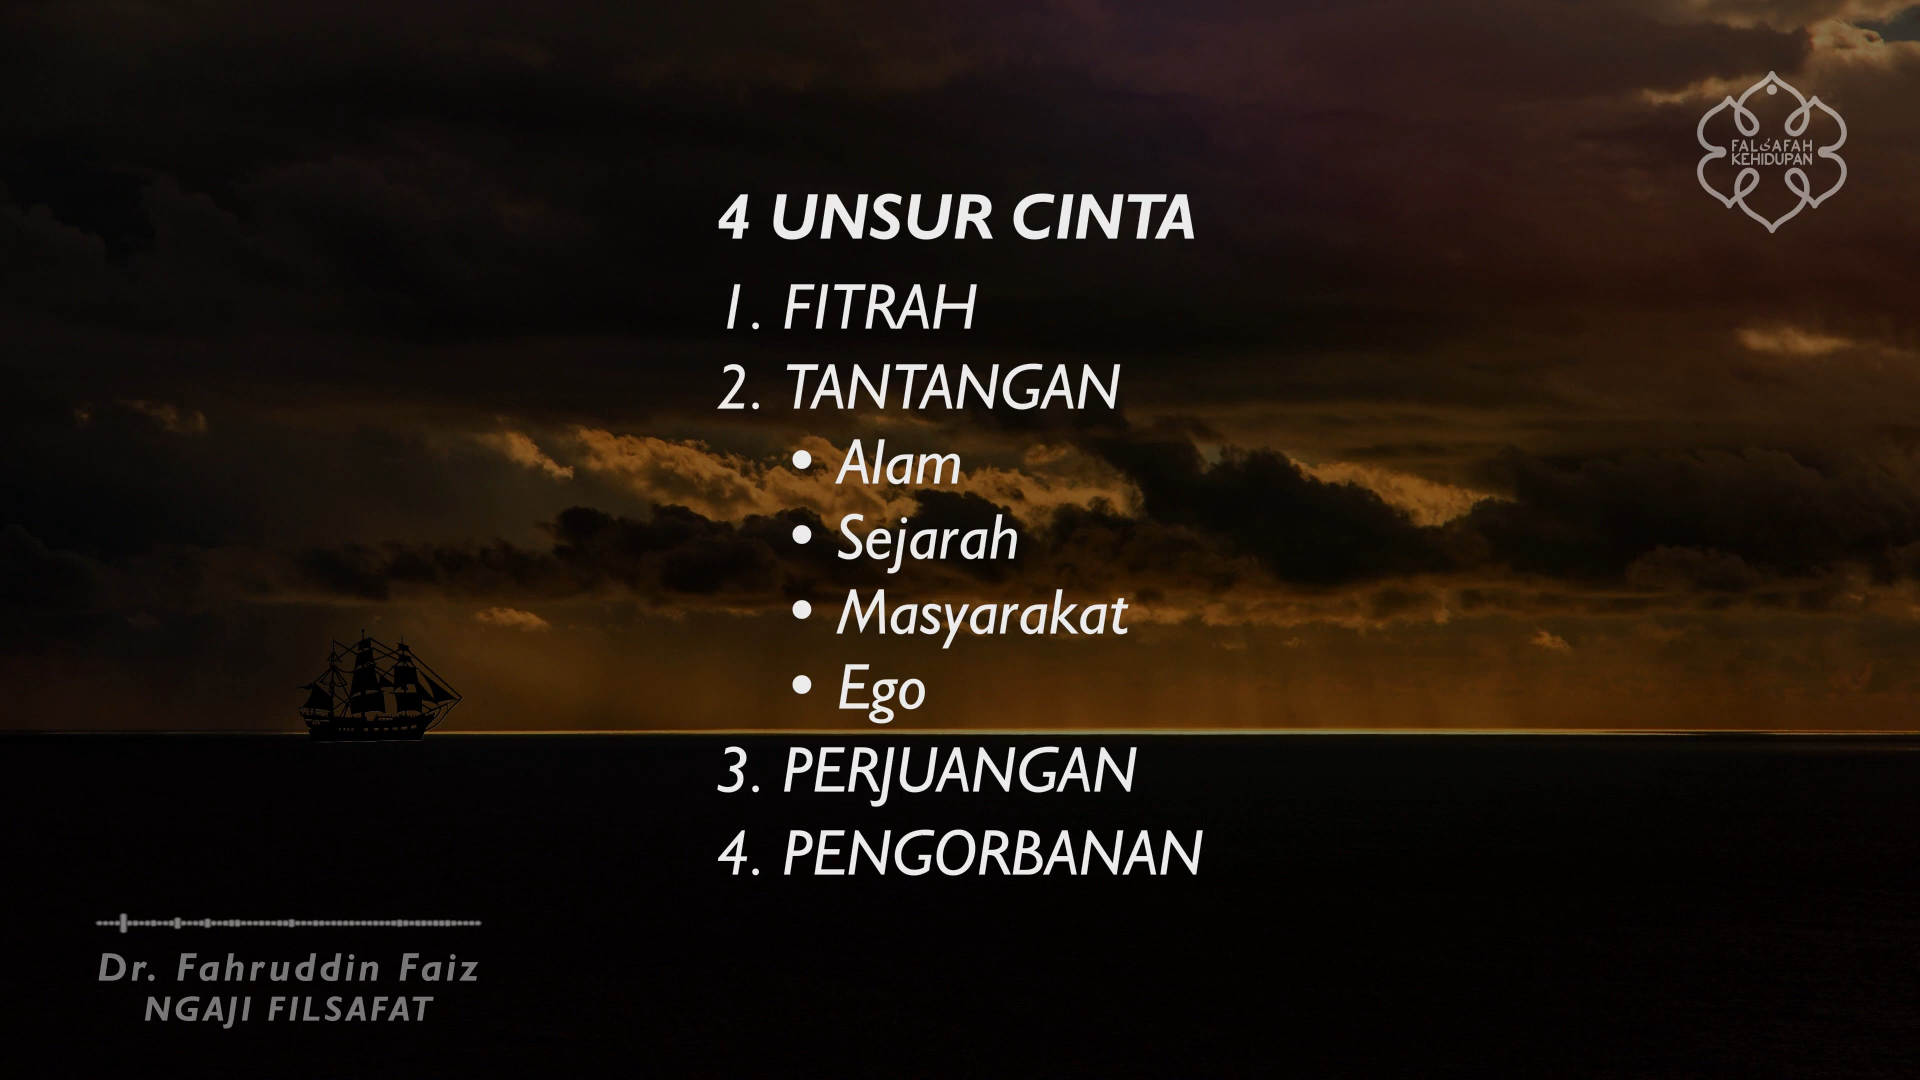 FALSAFAH
KEHIDUPAN
4 UNSUR CINTA
1. FITRAH
2. TANTANGAN
• Alam
• Sejarah
• Masyarakat
• Ego
3. PERJUANGAN
4. PENGORBANAN
Dr. Fahruddin Faiz
NGAJI FILSAFAT